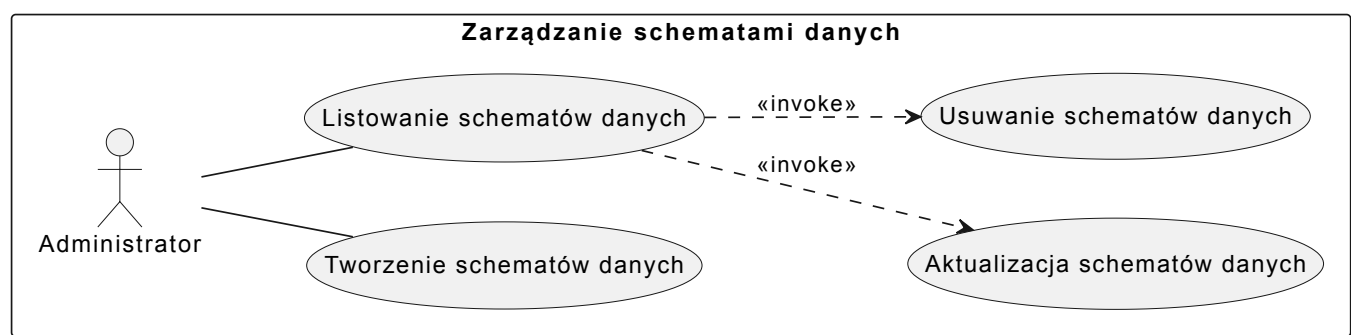 Zarządzanie schematami danych
Listowanie schematów danych
«invoke»
Usuwanie schematów danych
«invoke»
Administrator
Tworzenie schematów danych
Aktualizacja schematów danych